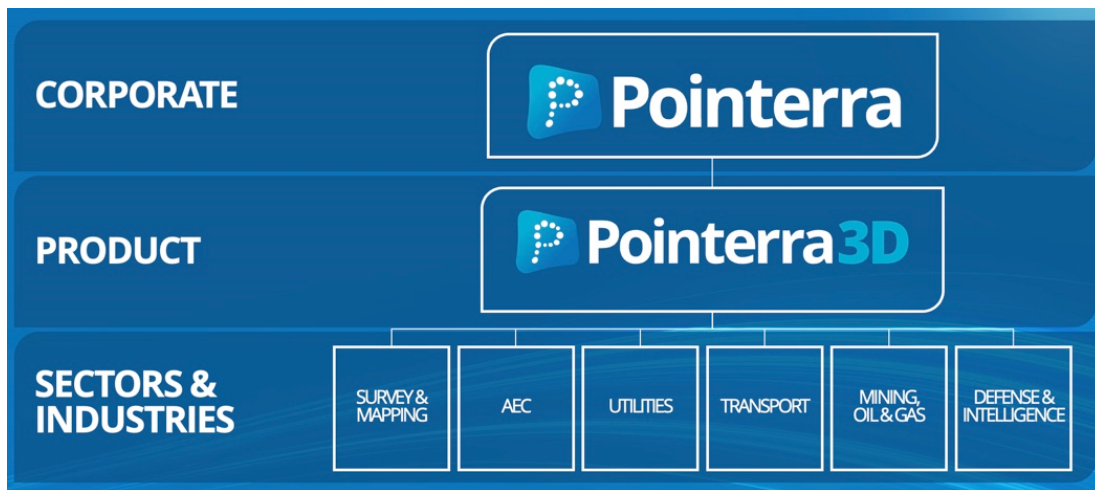 CORPORATE
Pointerra
PRODUCT
Pointerra3D
SECTORS &
INDUSTRIES
SURVEY &
MAPPING
AEC
UTILITIES
TRANSPORT
MINING,
OIL & GAS
DEFENSE &
INTELLIGENCE